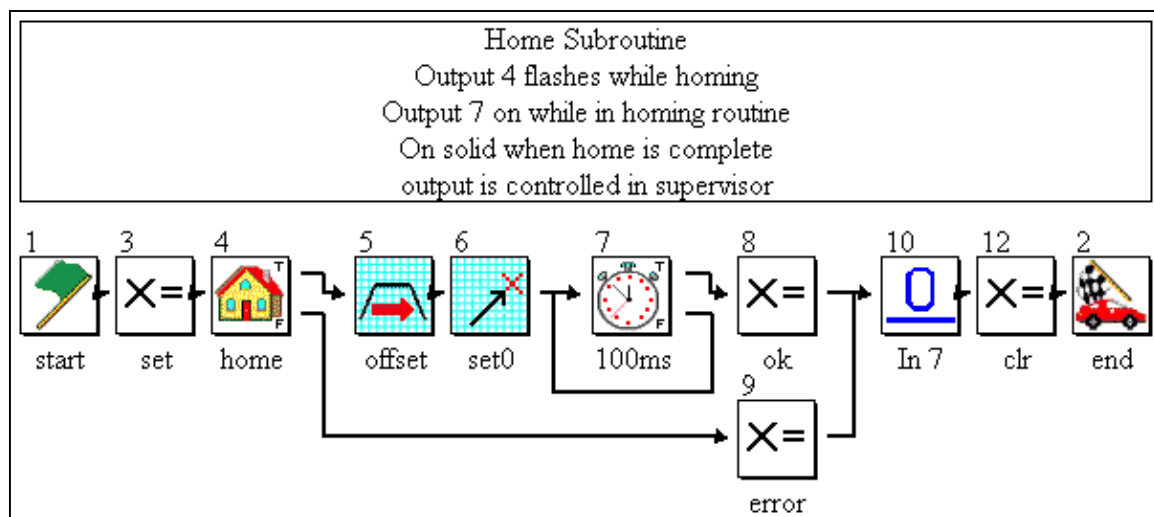 Home Subroutine
Output 4 flashes while homing
Output 7 on while in homing routine
On solid when home is complete
output is controlled in supervisor
1 3 4 5 6 7 8 10 12 2
X= T F T F X= 0 X=
start set home offset set0 100ms ok In 7 clr end
9
X=
error